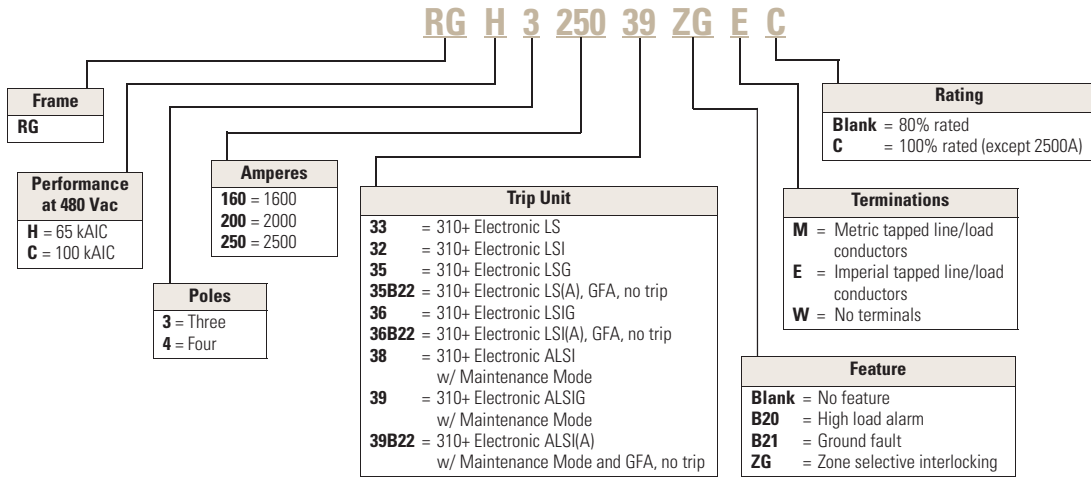 RG H 3 250 39 ZG E C
Frame
RG
Performance
at 480 Vac
H = 65 kAIC
C = 100 kAIC
Poles
3 = Three
4 = Four
Amperes
160 = 1600
200 = 2000
250 = 2500
Trip Unit
33 = 310+ Electronic LS
32 = 310+ Electronic LSI
35 = 310+ Electronic LSG
35B22 = 310+ Electronic LS(A), GFA, no trip
36 = 310+ Electronic LSIG
36B22 = 310+ Electronic LSI(A), GFA, no trip
38 = 310+ Electronic ALSI
w/ Maintenance Mode
39 = 310+ Electronic ALSIG
w/ Maintenance Mode
39B22 = 310+ Electronic ALSI(A)
w/ Maintenance Mode and GFA, no trip
Feature
Blank = No feature
B20 = High load alarm
B21 = Ground fault
ZG = Zone selective interlocking
Terminations
M = Metric tapped line/load
conductors
E = Imperial tapped line/load
conductors
W = No terminals
Rating
Blank = 80% rated
C = 100% rated (except 2500A)